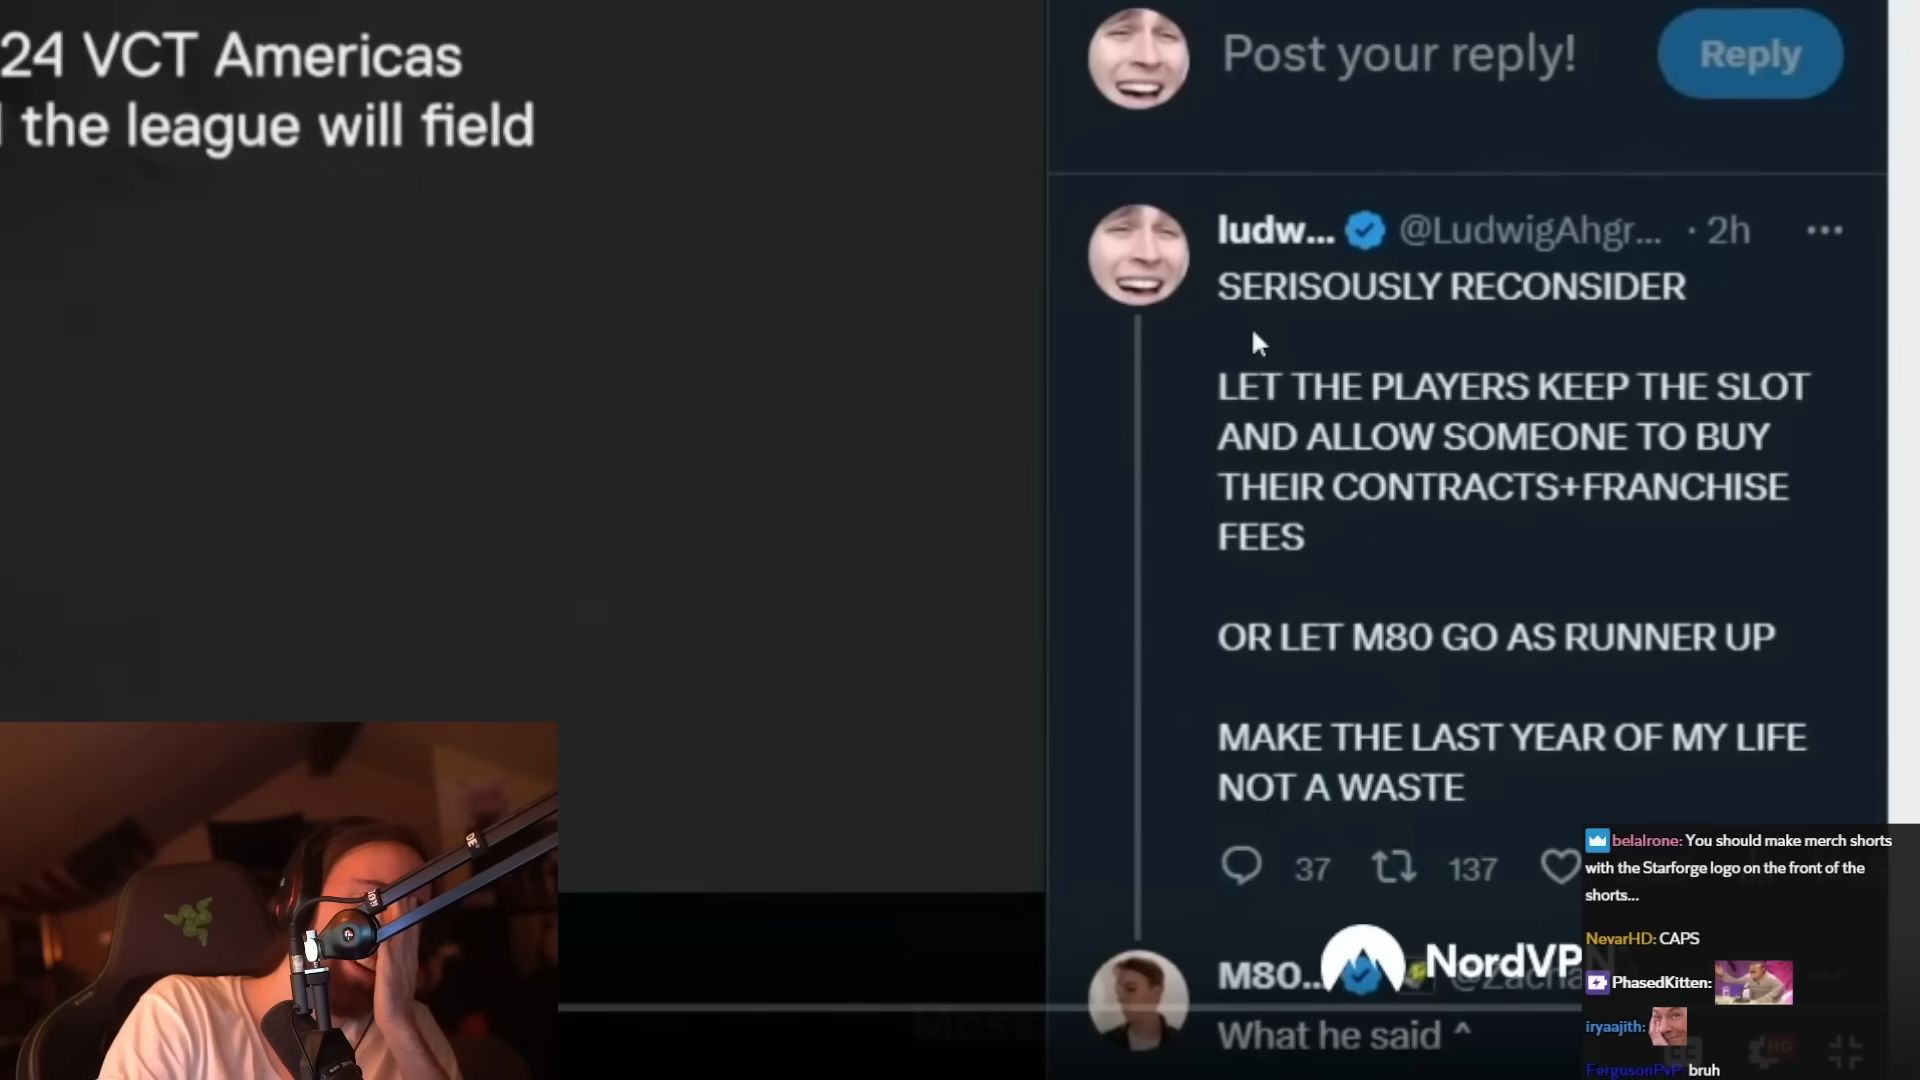 24 VCT Americas
the league will field
Post your reply!
Reply
ludw... @LudwigAhgr... · 2h ...
SERISOUSLY RECONSIDER
LET THE PLAYERS KEEP THE SLOT
AND ALLOW SOMEONE TO BUY
THEIR CONTRACTS+FRANCHISE
FEES
OR LET M80 GO AS RUNNER UP
MAKE THE LAST YEAR OF MY LIFE
NOT A WASTE
37 137
M80... @Zacha
NordVPN
What he said ^
belalrone: You should make merch shorts
with the Starforge logo on the front of the
shorts...
NevarHD: CAPS
PhasedKitten:
iryaajith:
FergusonPvP: bruh
HD